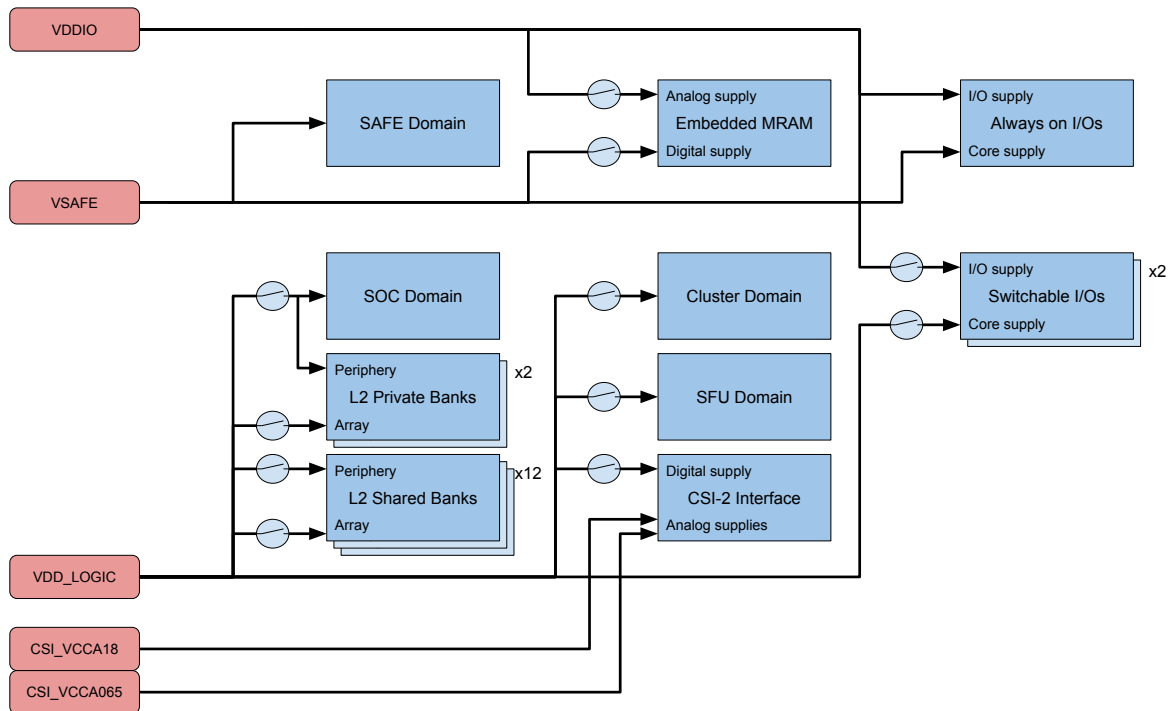 VDDIO
SAFE Domain
Analog supply
Embedded MRAM
Digital supply
I/O supply
Always on I/Os
Core supply
VSAFE
SOC Domain
Cluster Domain
I/O supply
Switchable I/Os
Core supply
x2
Periphery
L2 Private Banks
Array
x2
SFU Domain
Periphery
L2 Shared Banks
Array
x12
Digital supply
CSI-2 Interface
Analog supplies
VDD_LOGIC
CSI_VCCA18
CSI_VCCA065